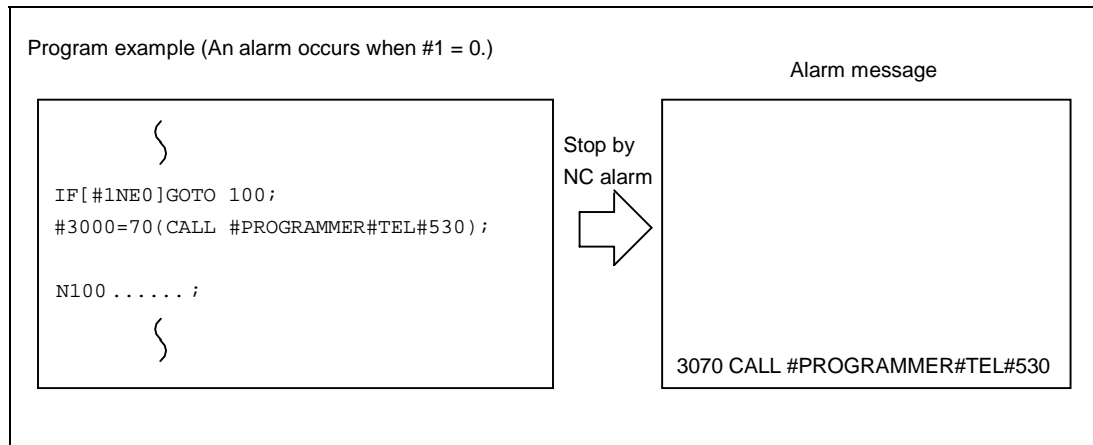 Program example (An alarm occurs when #1 = 0.)
Alarm message
IF[#1NE0]GOTO 100;
#3000=70(CALL #PROGRAMMER#TEL#530);
N100 ......;
Stop by
NC alarm
3070 CALL #PROGRAMMER#TEL#530